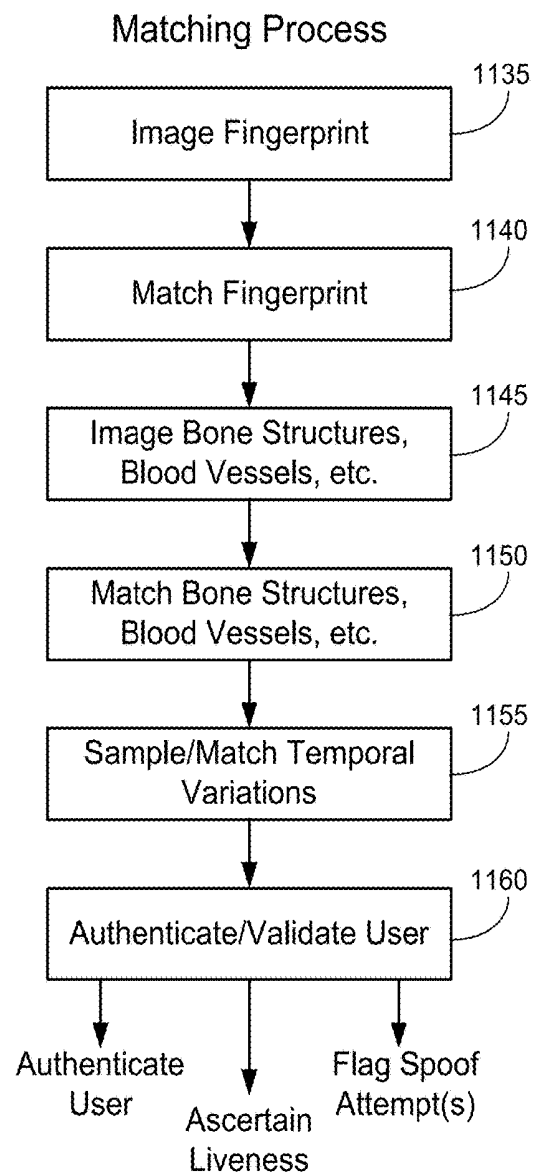 Matching Process
1135
Image Fingerprint
1140
Match Fingerprint
1145
Image Bone Structures,
Blood Vessels, etc.
1150
Match Bone Structures,
Blood Vessels, etc.
1155
Sample/Match Temporal
Variations
1160
Authenticate/Validate User
Authenticate
User
Ascertain
Liveness
Flag Spoof
Attempt(s)